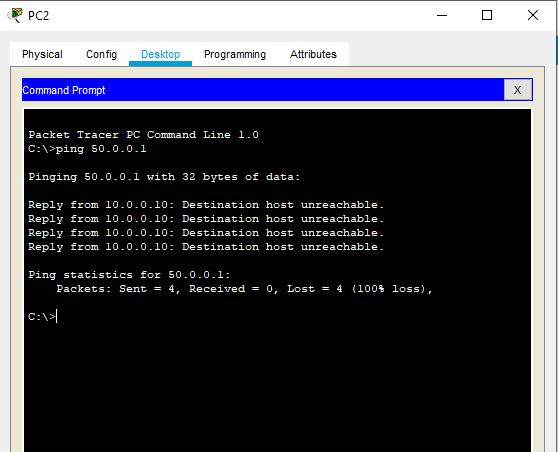 PC2
Physical Config Desktop Programming Attributes
Command Prompt X
Packet Tracer PC Command Line 1.0
C:\>ping 50.0.0.1
Pinging 50.0.0.1 with 32 bytes of data:
Reply from 10.0.0.10: Destination host unreachable.
Reply from 10.0.0.10: Destination host unreachable.
Reply from 10.0.0.10: Destination host unreachable.
Reply from 10.0.0.10: Destination host unreachable.
Ping statistics for 50.0.0.1:
Packets: Sent = 4, Received = 0, Lost = 4 (100% loss),
C:\>